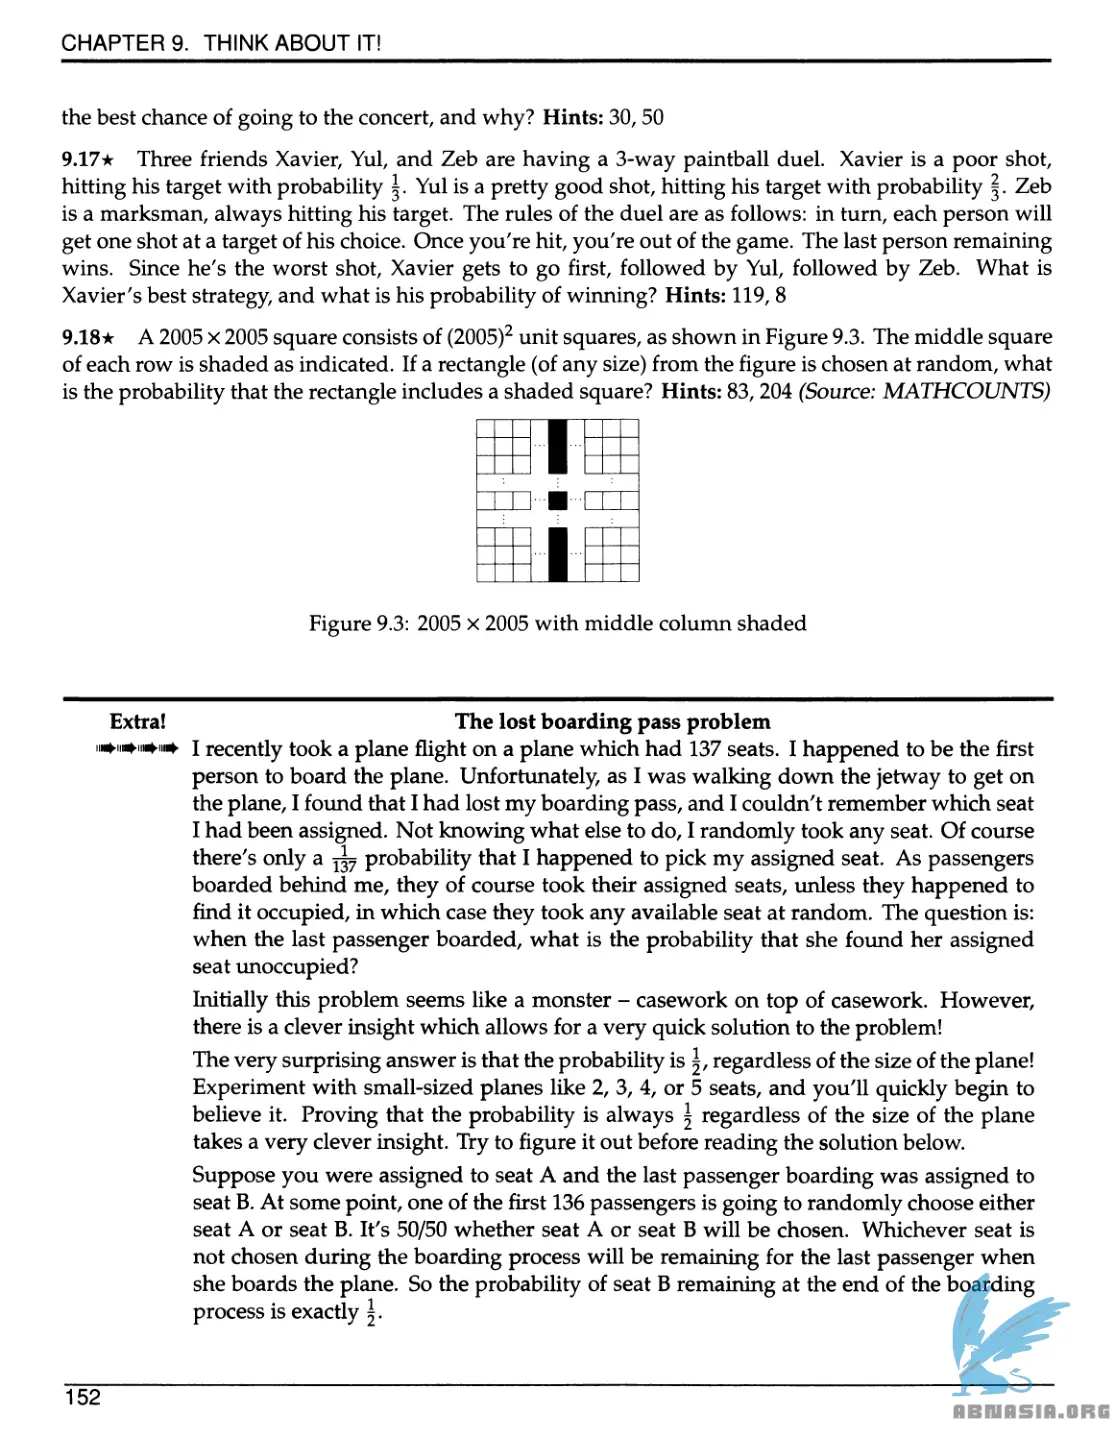 CHAPTER 9. THINK ABOUT IT!
the best chance of going to the concert, and why? Hints: 30, 50
9.17★ Three friends Xavier, Yul, and Zeb are having a 3-way paintball duel. Xavier is a poor shot,
hitting his target with probability 1/3. Yul is a pretty good shot, hitting his target with probability 2/3. Zeb
is a marksman, always hitting his target. The rules of the duel are as follows: in turn, each person will
get one shot at a target of his choice. Once you're hit, you're out of the game. The last person remaining
wins. Since he's the worst shot, Xavier gets to go first, followed by Yul, followed by Zeb. What is
Xavier's best strategy, and what is his probability of winning? Hints: 119, 8
9.18★ A 2005 × 2005 square consists of (2005)² unit squares, as shown in Figure 9.3. The middle square
of each row is shaded as indicated. If a rectangle (of any size) from the figure is chosen at random, what
is the probability that the rectangle includes a shaded square? Hints: 83, 204 (Source: MATHCOUNTS)
Figure 9.3: 2005 × 2005 with middle column shaded
Extra! The lost boarding pass problem
I recently took a plane flight on a plane which had 137 seats. I happened to be the first
person to board the plane. Unfortunately, as I was walking down the jetway to get on
the plane, I found that I had lost my boarding pass, and I couldn't remember which seat
I had been assigned. Not knowing what else to do, I randomly took any seat. Of course
there's only a 1/137 probability that I happened to pick my assigned seat. As passengers
boarded behind me, they of course took their assigned seats, unless they happened to
find it occupied, in which case they took any available seat at random. The question is:
when the last passenger boarded, what is the probability that she found her assigned
seat unoccupied?
Initially this problem seems like a monster – casework on top of casework. However,
there is a clever insight which allows for a very quick solution to the problem!
The very surprising answer is that the probability is 1/2, regardless of the size of the plane!
Experiment with small-sized planes like 2, 3, 4, or 5 seats, and you'll quickly begin to
believe it. Proving that the probability is always 1/2 regardless of the size of the plane
takes a very clever insight. Try to figure it out before reading the solution below.
Suppose you were assigned to seat A and the last passenger boarding was assigned to
seat B. At some point, one of the first 136 passengers is going to randomly choose either
seat A or seat B. It's 50/50 whether seat A or seat B will be chosen. Whichever seat is
not chosen during the boarding process will be remaining for the last passenger when
she boards the plane. So the probability of seat B remaining at the end of the boarding
process is exactly 1/2.
152
ABNASIA.ORG